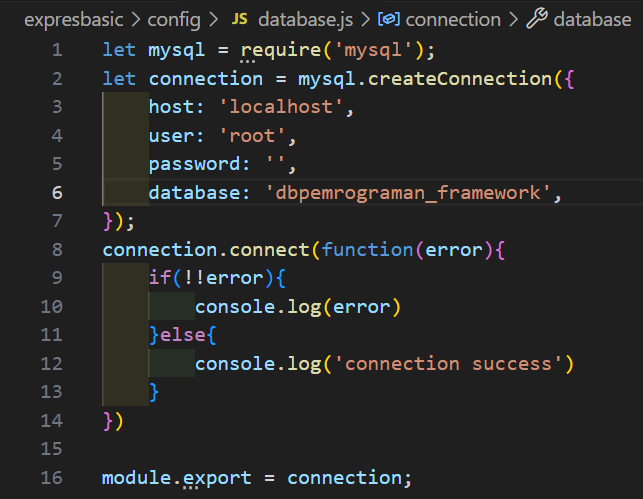 expresbasic > config > JS database.js > connection > database
1 let mysql = require('mysql');
2 let connection = mysql.createConnection({
3     host: 'localhost',
4     user: 'root',
5     password: '',
6     database: 'dbpemrograman_framework',
7 });
8 connection.connect(function(error){
9     if(!!error){
10         console.log(error)
11     }else{
12         console.log('connection success')
13     }
14 })
15
16 module.export = connection;